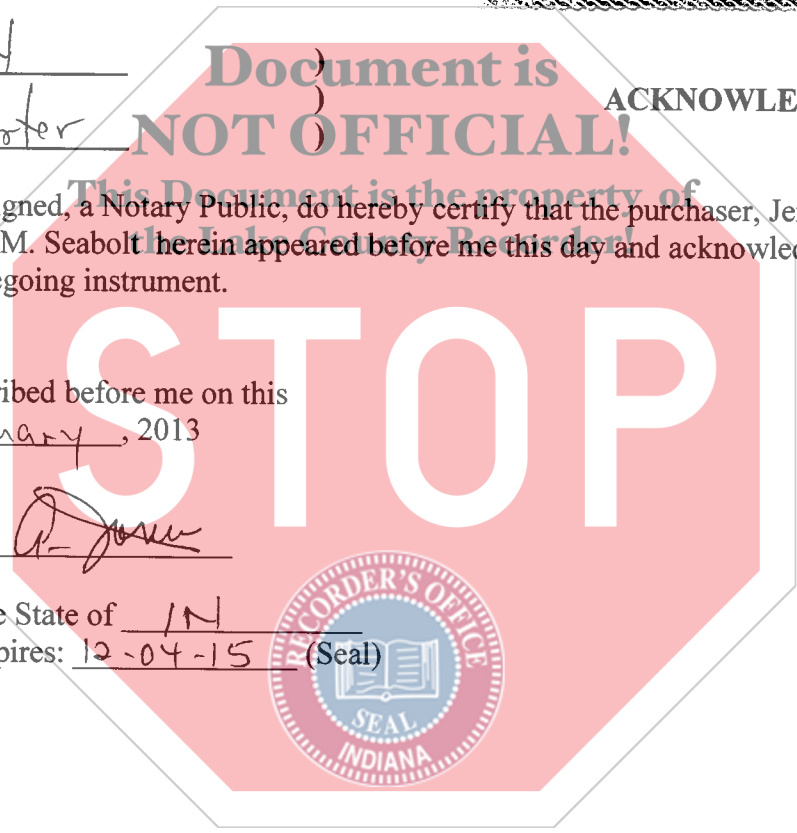 Document is
)
)
ACKNOWLE
NOT OFFICIAL!
)
This Document is the property of
gned, a Notary Public, do hereby certify that the purchaser, Je
the Lake County Recorder!
M. Seabolt herein appeared before me this day and acknowled
going instrument.
STOP
ribed before me on this
, 2013
e State of IN
pires: 12-04-15 (Seal)
RECORDER'S OFFICE
SEAL
INDIANA